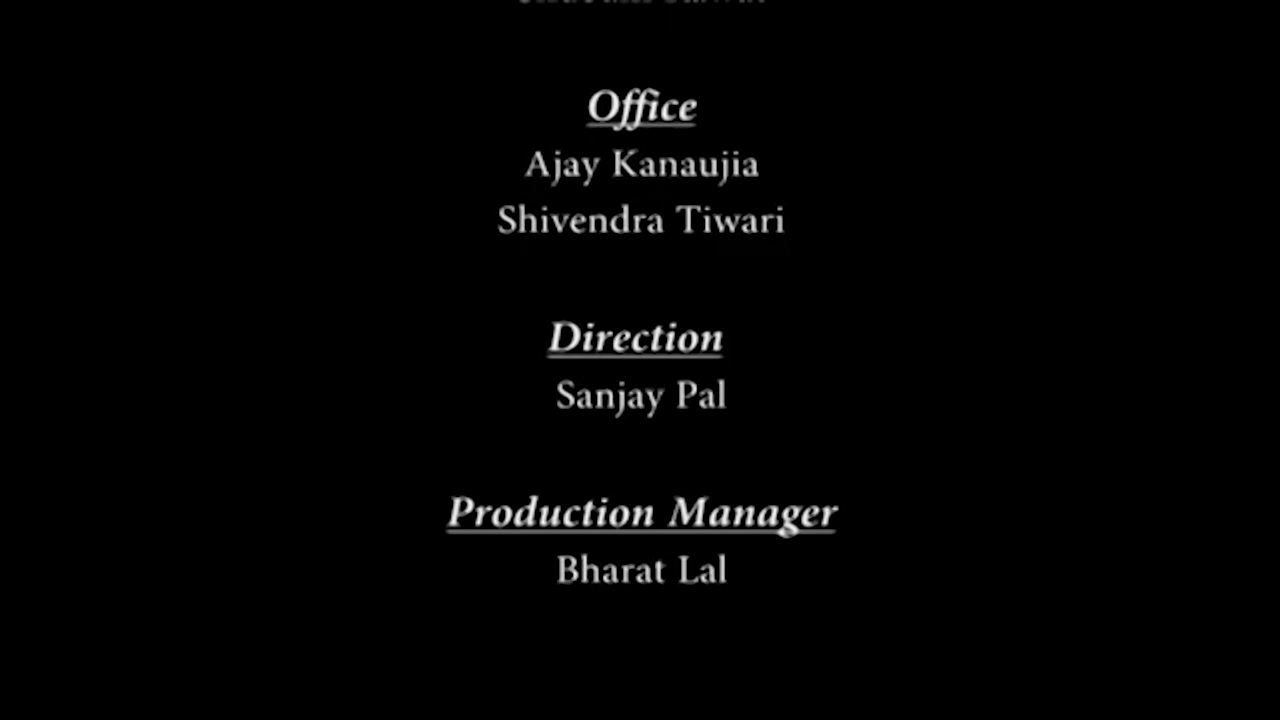 Office
Ajay Kanaujia
Shivendra Tiwari
Direction
Sanjay Pal
Production Manager
Bharat Lal